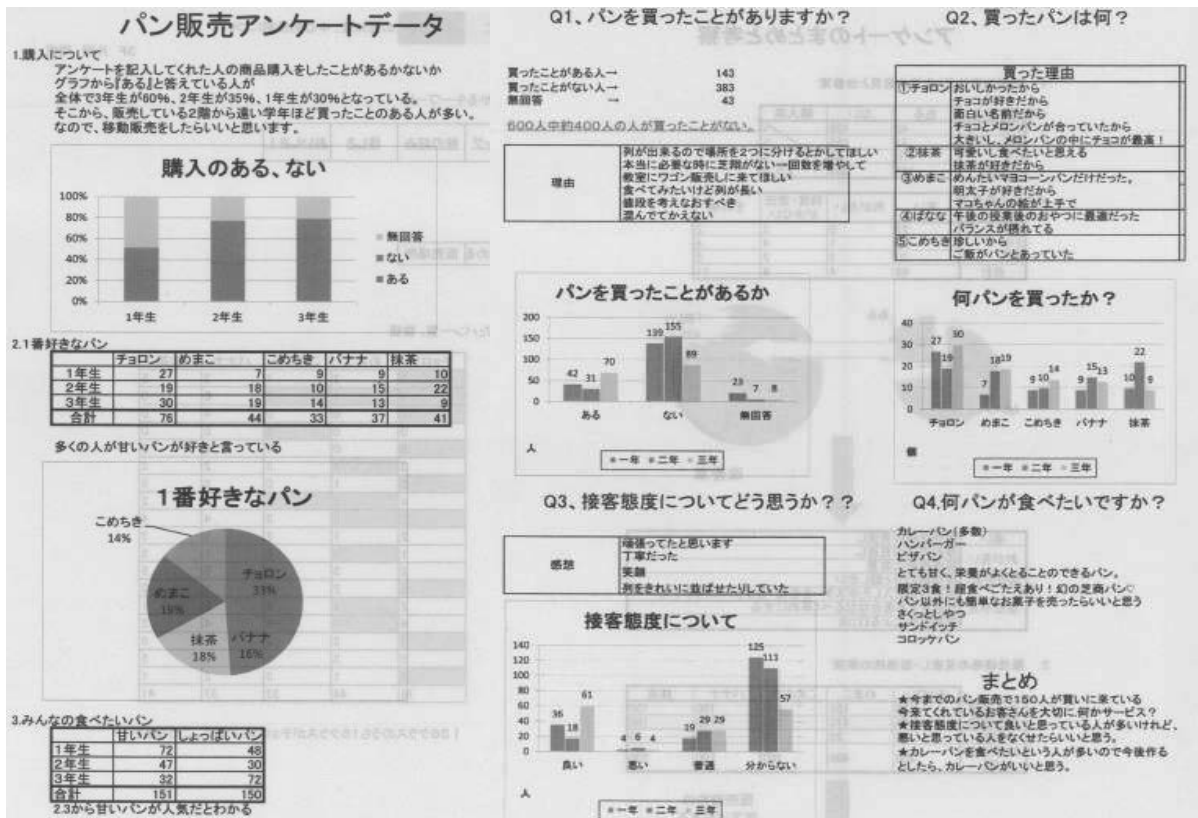 パン販売アンケートデータ
1.購入について
アンケートを記入してくれた人の商品購入をしたことがあるかないか
グラフから『ある』と答えている人が
全体で3年生が60%、2年生が35%、1年生が30%となっている。
そこから、販売している2階から遠い学年ほど買ったことのある人が多い。
なので、移動販売をしたらいいと思います。
購入のある、ない
100%
80%
60%
40%
20%
0%
1年生 2年生 3年生
無回答
ない
ある
2.1番好きなパン
チョロン めまこ こめちき バナナ 抹茶
1年生 27 7 9 9 10
2年生 19 18 10 15 22
3年生 30 19 14 13 9
合計 76 44 33 37 41
多くの人が甘いパンが好きと言っている
1番好きなパン
こめちき
14%
チョロン
33%
めまこ
19%
抹茶
18%
バナナ
16%
3.みんなの食べたいパン
甘いパン しょっぱいパン
1年生 72 48
2年生 47 30
3年生 32 72
合計 151 150
2.3から甘いパンが人気だとわかる
Q1、パンを買ったことがありますか?
買ったことがある人→ 143
買ったことがない人→ 383
無回答 → 43
600人中約400人の人が買ったことがない。
理由
列が出来るので場所を2つに分けるとかしてほしい
本当に必要な時に芝翔がない→回数を増やして
教室にワゴン販売しに来てほしい
食べてみたいけど列が長い
値段を考えなおすべき
混んでてかえない
パンを買ったことがあるか
200
150
100
50
0
42 31 70
139 155 89
23 7 8
ある ない 無回答
人
一年 二年 三年
Q3、接客態度についてどう思うか??
感想
頑張ってたと思います
丁寧だった
笑顔
列をきれいに並ばせたりしていた
接客態度について
140
120
100
80
60
40
20
0
36 18 61
4 6 4
19 29 29
125 111 57
良い 悪い 普通 分からない
人
一年 二年 三年
Q2、買ったパンは何?
買った理由
①チョロン おいしかったから
チョコが好きだから
面白い名前だから
チョコとメロンパンが合っていたから
大きいし、メロンパンの中にチョコが最高!
②抹茶 可愛いし食べたいと思える
抹茶が好きだから
③めまこ めんたいマヨコーンパンだけだった。
明太子が好きだから
マコちゃんの絵が上手で
④ばなな 午後の授業後のおやつに最適だった
バランスが摂れてる
⑤こめちき 珍しいから
ご飯がパンとあっていた
何パンを買ったか?
40
30
20
10
0
27 19 30
7 18 19
9 10 14
9 15 13
10 22 9
チョロン めまこ こめちき バナナ 抹茶
個
一年 二年 三年
Q4.何パンが食べたいですか?
カレーパン(多数)
ハンバーガー
ピザパン
とても甘く、栄養がよくとることのできるパン。
限定3食!超食べごたえあり!幻の芝商パン♡
パン以外にも簡単なお菓子を売ったらいいと思う
さくっとしやつ
サンドイッチ
コロッケパン
まとめ
★今までのパン販売で150人が買いに来ている
今来てくれているお客さんを大切に、何かサービス?
★接客態度について良いと思っている人が多いけれど、
悪いと思っている人をなくせたらいいと思う。
★カレーパンを食べたいという人が多いので今後作る
としたら、カレーパンがいいと思う。